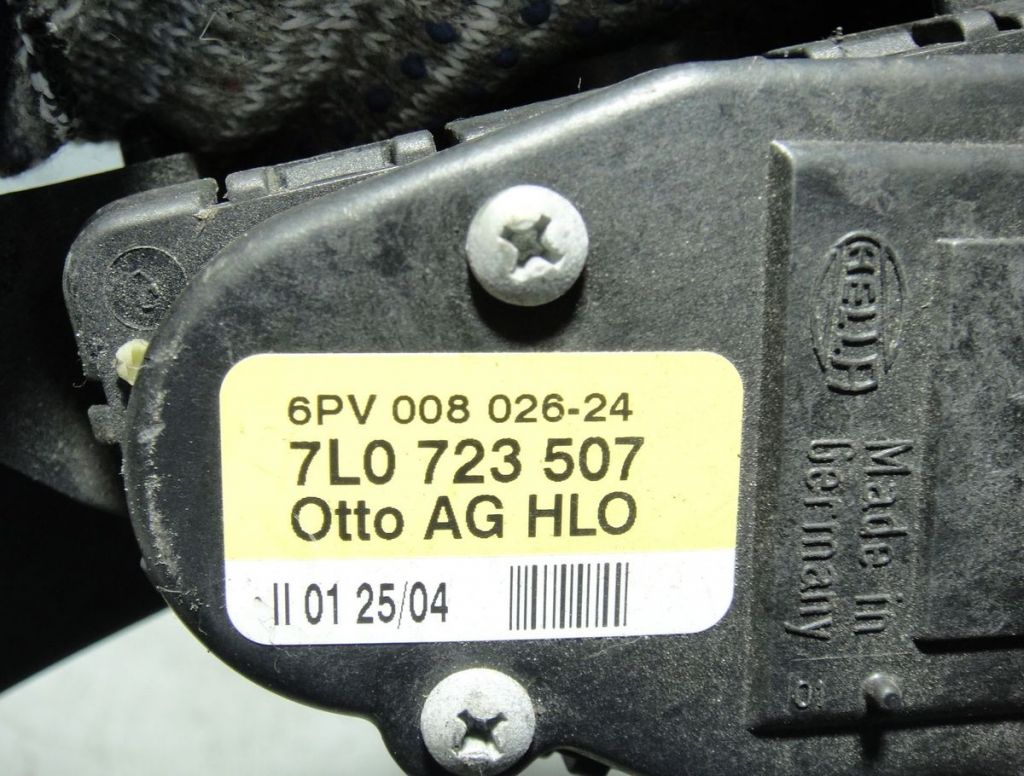 6PV 008 026-24
7L0 723 507
Otto AG HLO
II 01 25/04
Hella
Made in
Germany